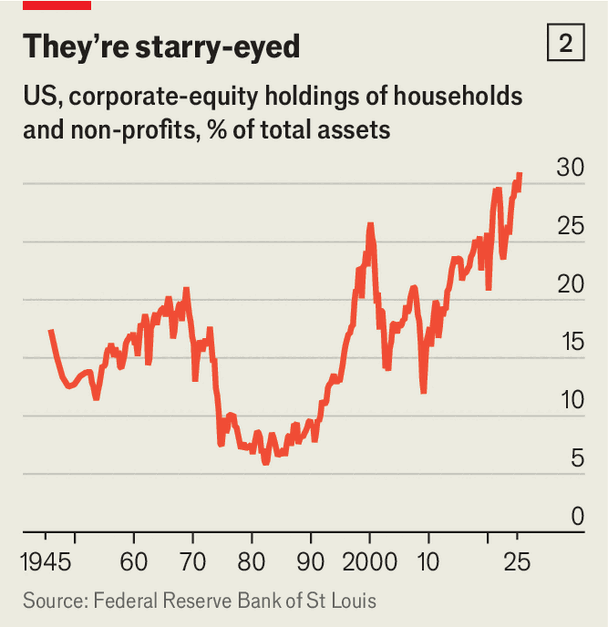 They're starry-eyed
2
US, corporate-equity holdings of households
and non-profits, % of total assets
30
25
20
15
10
5
0
1945 60 70 80 90 2000 10 25
Source: Federal Reserve Bank of St Louis